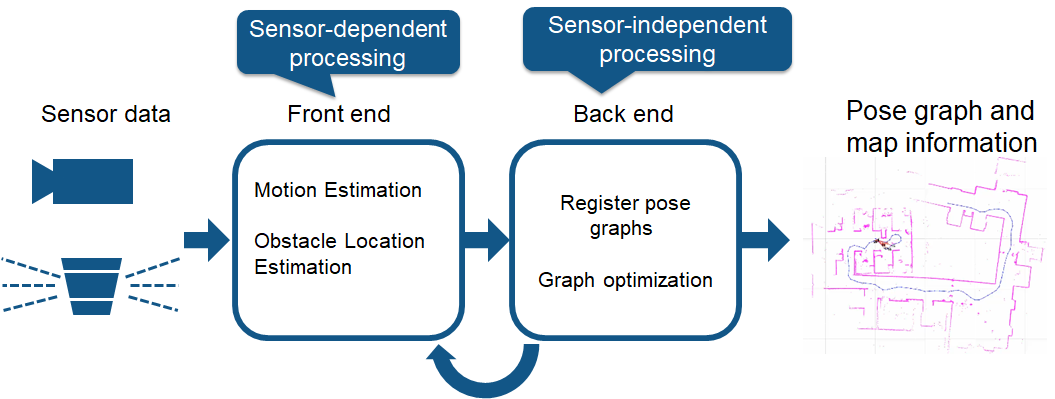 Sensor-dependent
processing
Sensor-independent
processing
Sensor data
Front end
Back end
Pose graph and
map information
Motion Estimation
Obstacle Location
Estimation
Register pose
graphs
Graph optimization